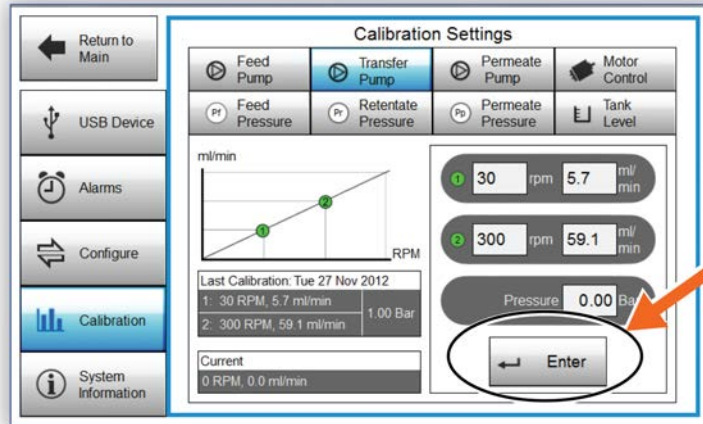 Return to
Main
USB Device
Alarms
Configure
Calibration
System
Information
Calibration Settings
Feed
Pump
Transfer
Pump
Permeate
Pump
Motor
Control
Pf
Feed
Pressure
Pr
Retentate
Pressure
Pp
Permeate
Pressure
Tank
Level
ml/min
1
2
RPM
Last Calibration: Tue 27 Nov 2012
1: 30 RPM, 5.7 ml/min
2: 300 RPM, 59.1 ml/min
1.00 Bar
Current
0 RPM, 0.0 ml/min
1 30 rpm 5.7 ml/
min
2 300 rpm 59.1 ml/
min
Pressure 0.00 Bar
Enter